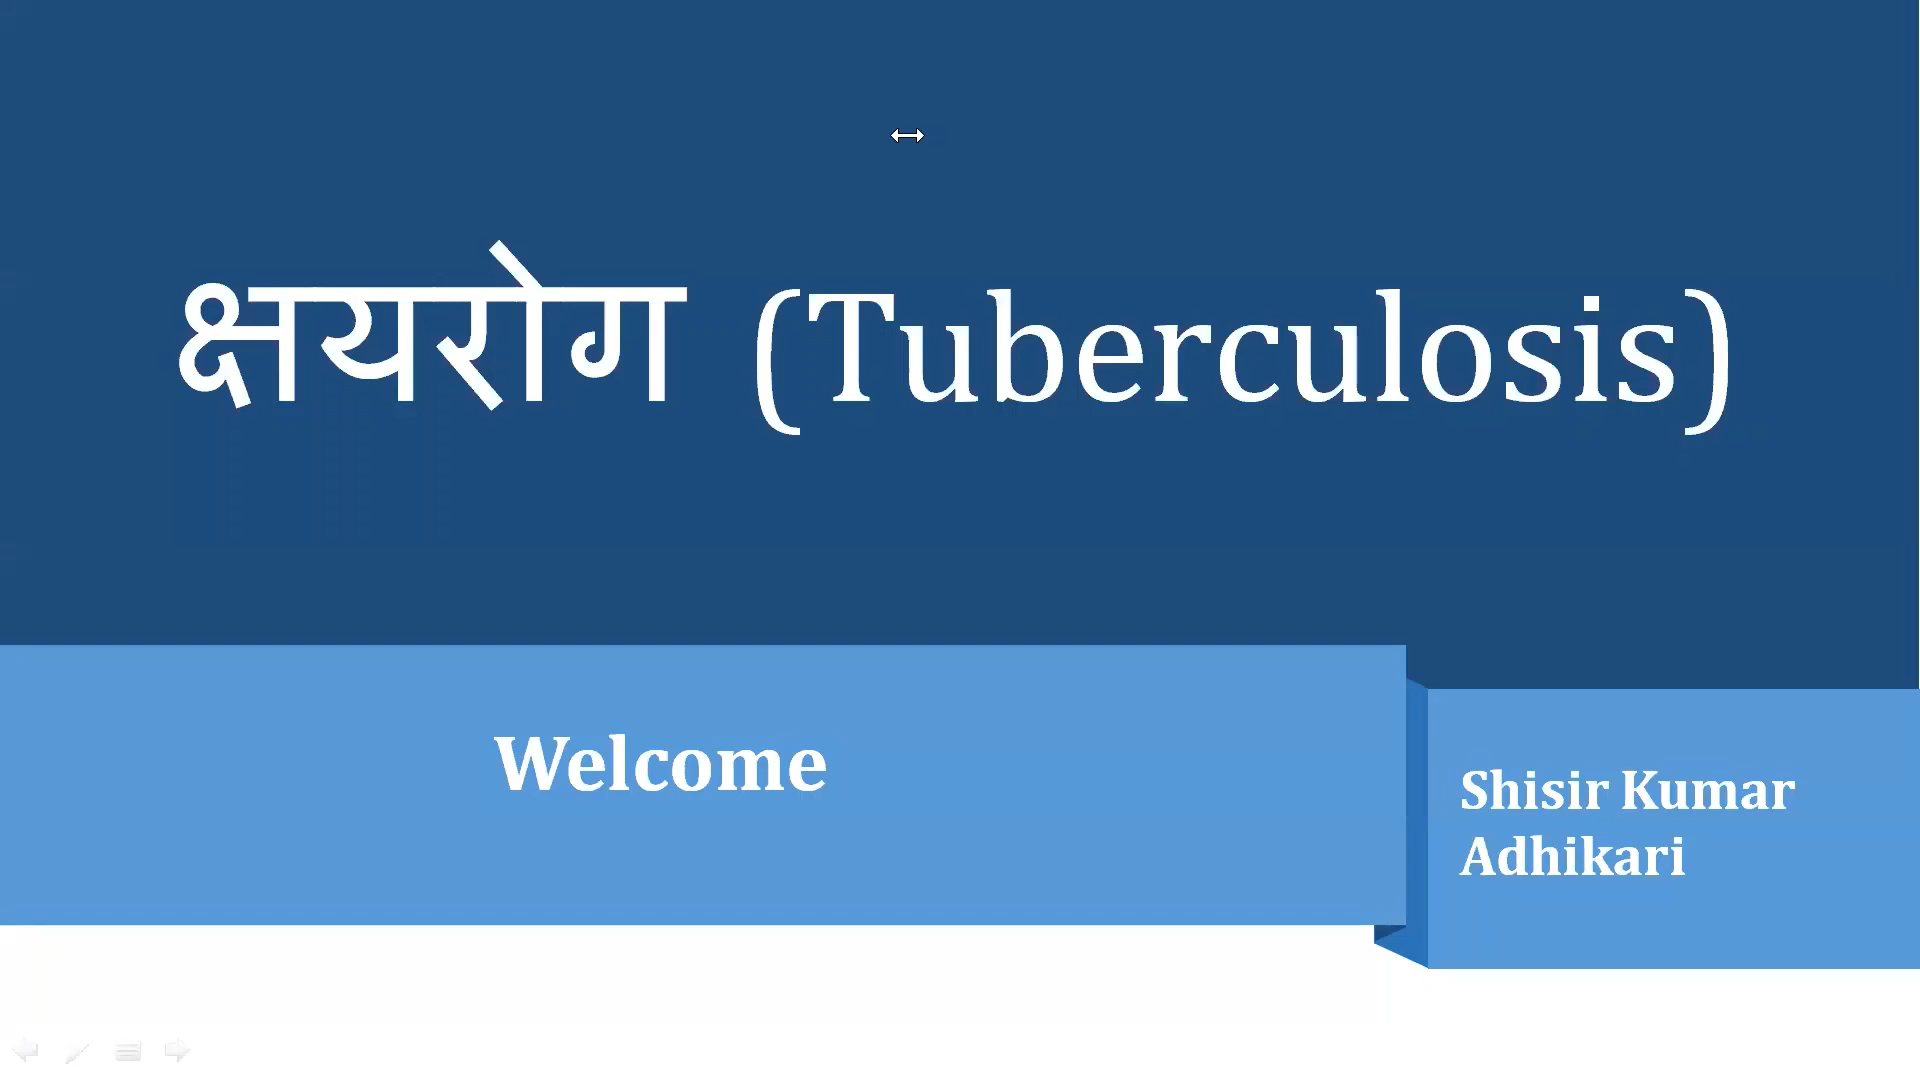 क्षयरोग (Tuberculosis)
Welcome
Shisir Kumar
Adhikari